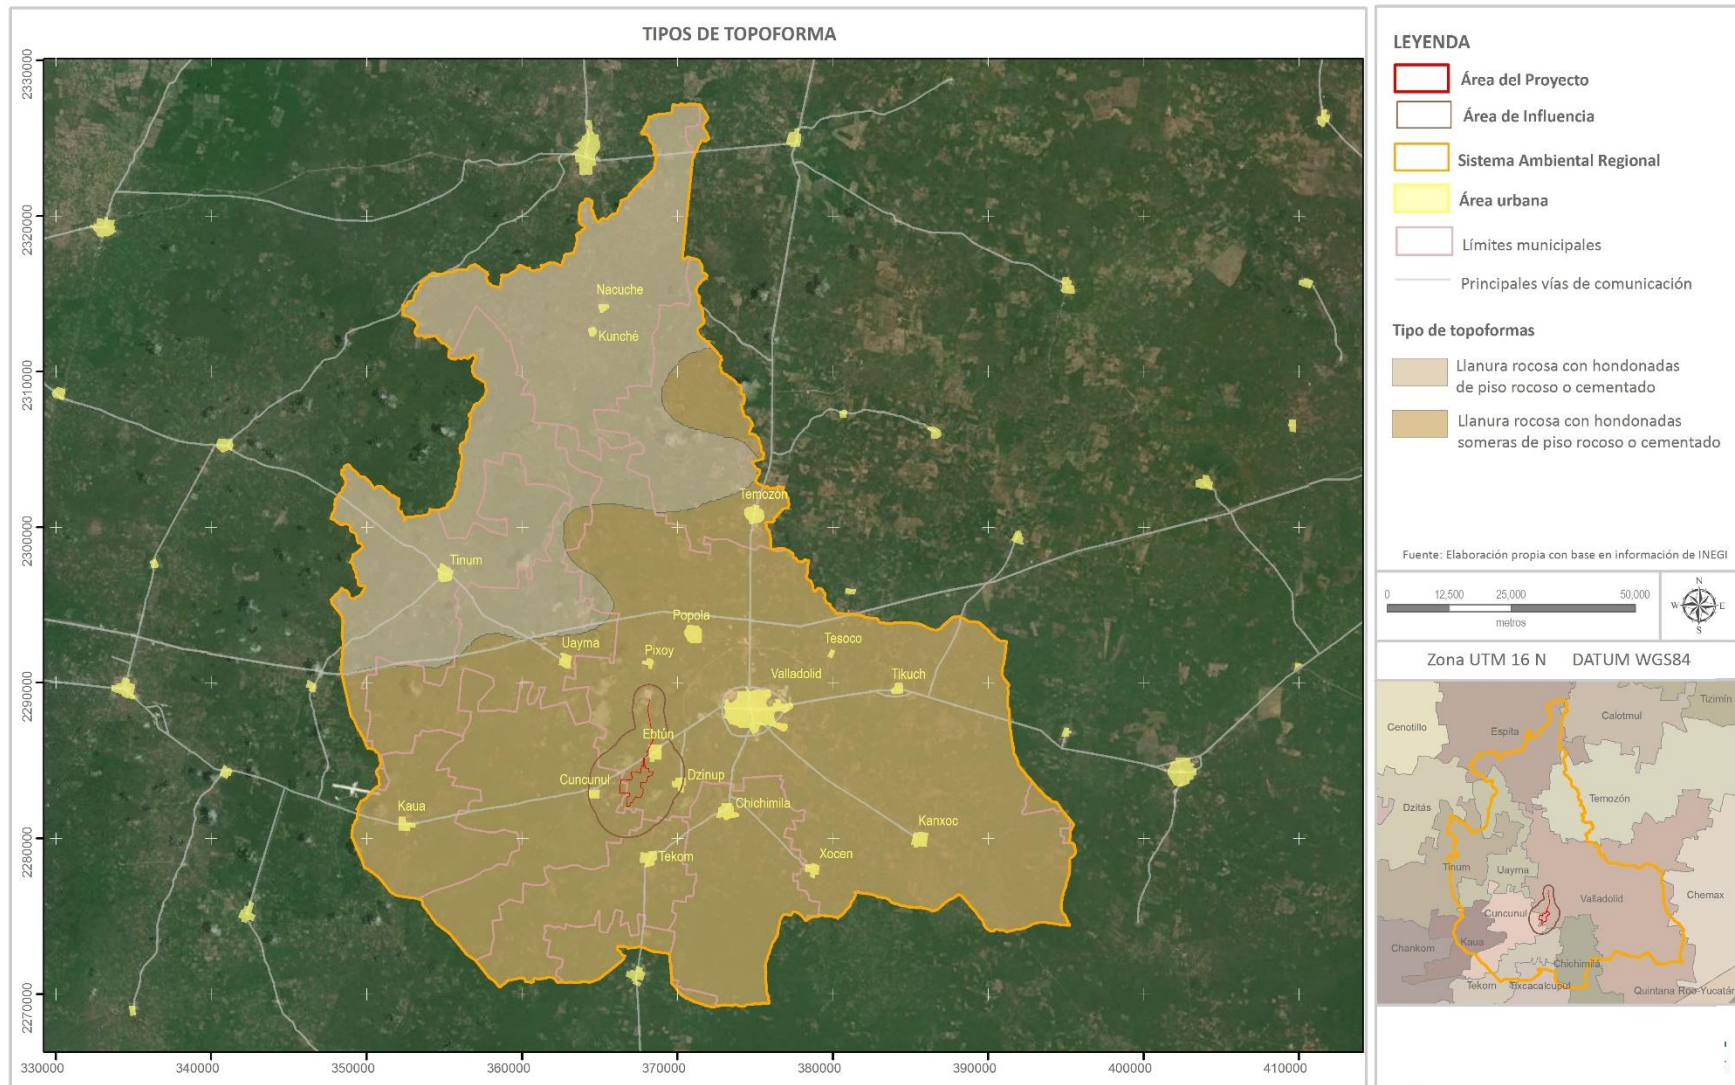 TIPOS DE TOPOFORMA
2330000
2320000
2310000
2300000
2290000
2280000
2270000
330000
340000
350000
360000
370000
380000
390000
400000
410000
Nacuche
Kunché
Temozón
Tinum
Popola
Uayma
Pixoy
Tesoco
Valladolid
Tikuch
Ebtún
Cuncunul
Dzinup
Kaua
Chichimila
Kanxoc
Tekom
Xocen
LEYENDA
Área del Proyecto
Área de Influencia
Sistema Ambiental Regional
Área urbana
Límites municipales
Principales vías de comunicación
Tipo de topoformas
Llanura rocosa con hondonadas
de piso rocoso o cementado
Llanura rocosa con hondonadas
someras de piso rocoso o cementado
Fuente: Elaboración propia con base en información de INEGI
0 12,500 25,000 50,000
metros
N
W E
S
Zona UTM 16 N DATUM WGS84
Tizimín
Cenotillo
Espita
Calotmul
Dzitás
Temozón
Tinum
Uayma
Valladolid
Chemax
Cuncunul
Chankom
Kaua
Chichimilá
Tekom
Tixcacalcupul
Quintana Roo-Yucatán